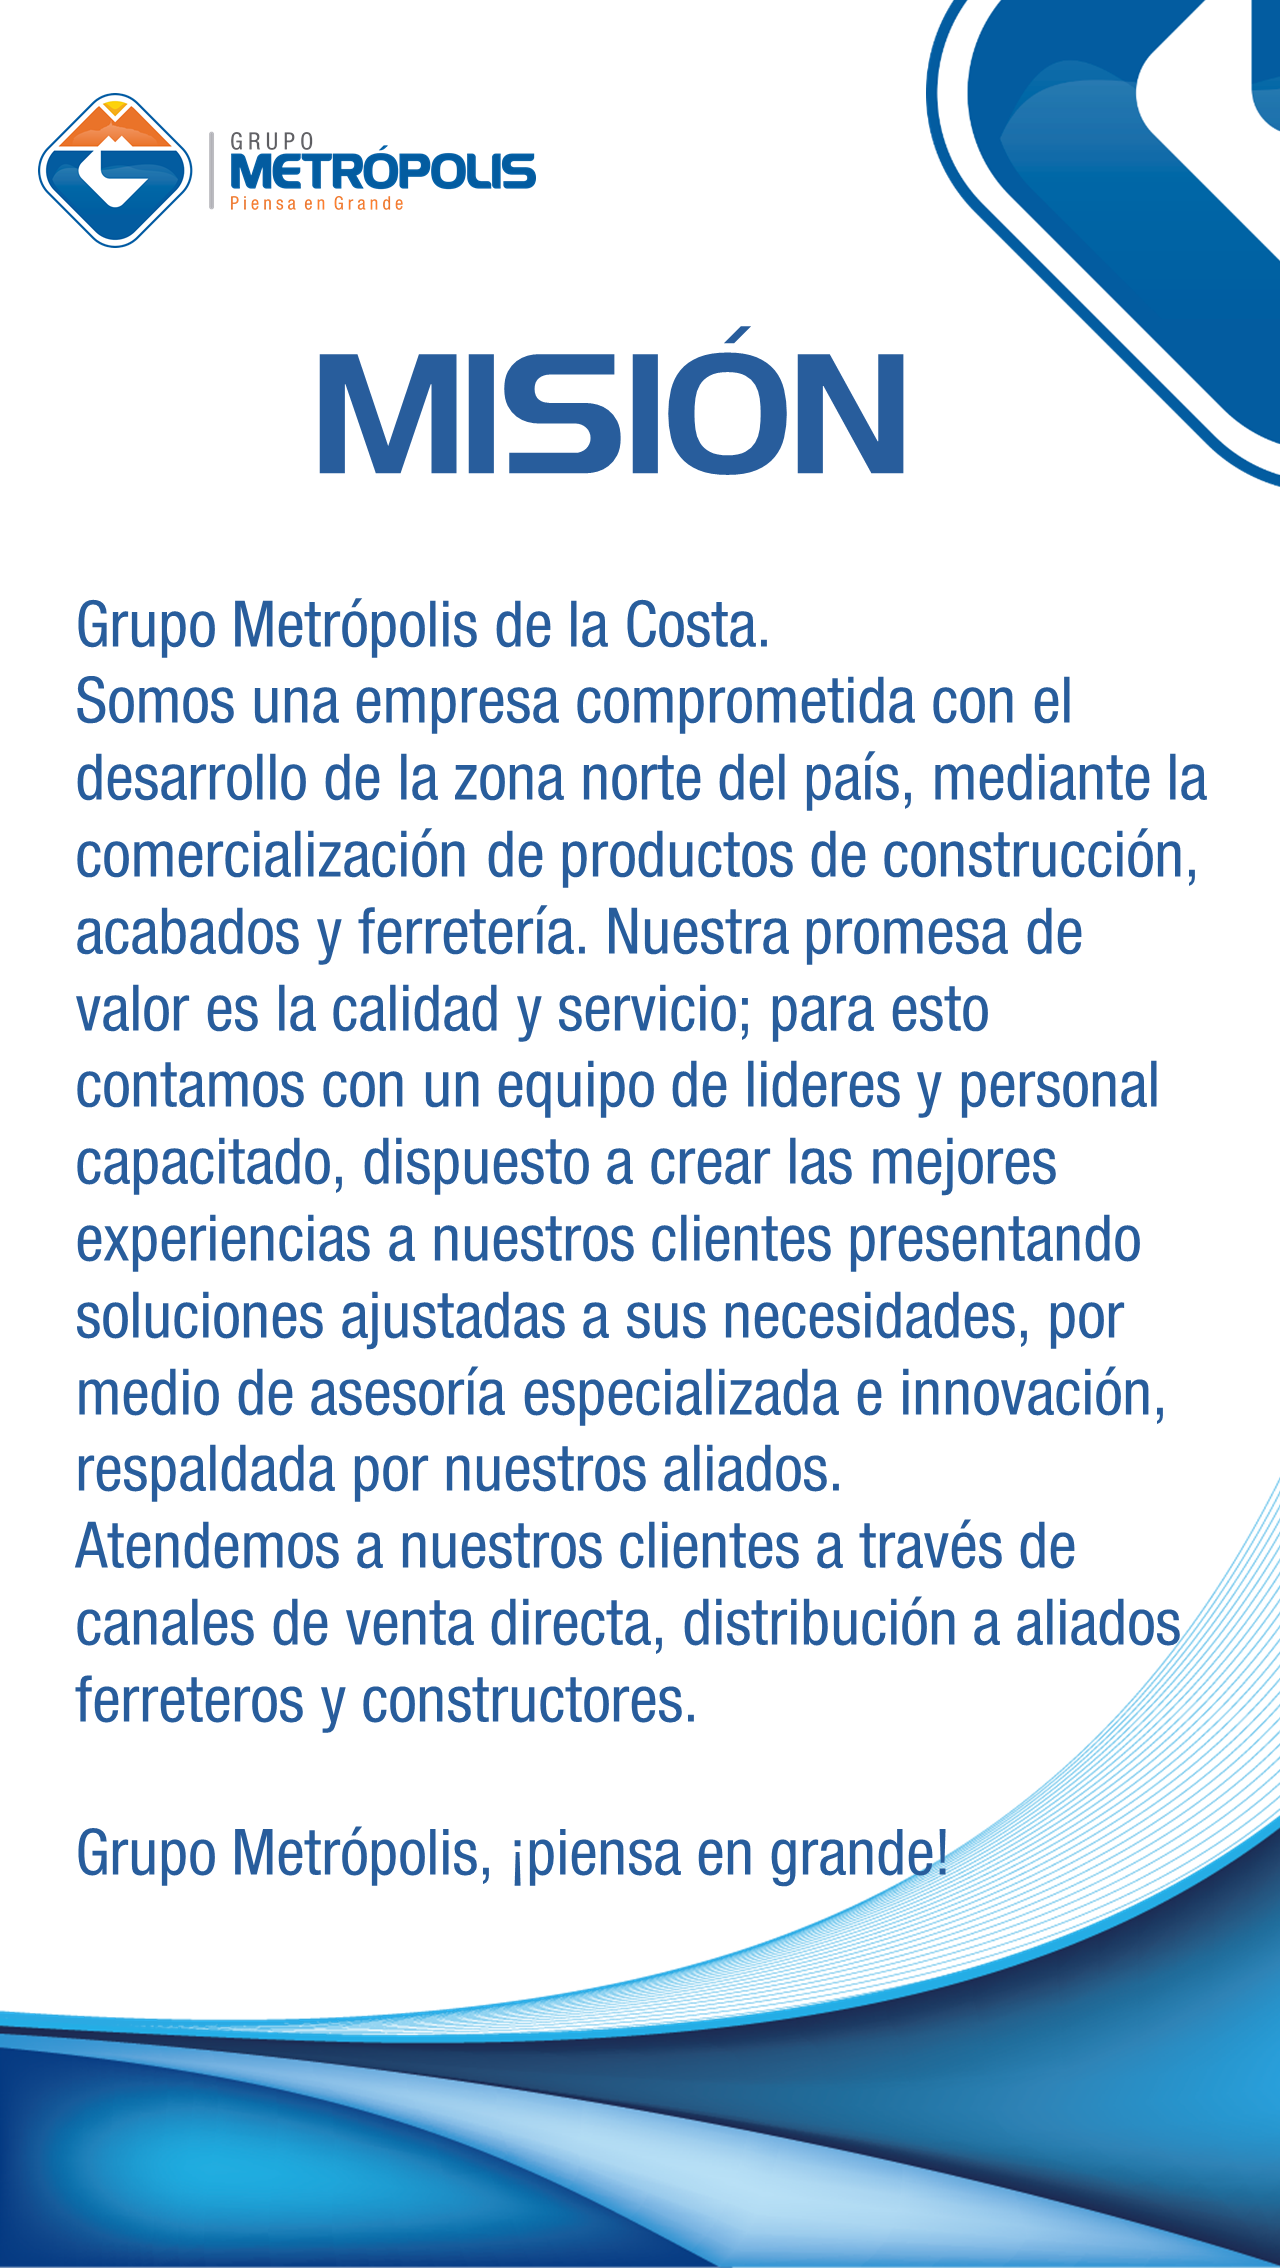 GRUPO
METRÓPOLIS
Piensa en Grande
MISIÓN
Grupo Metrópolis de la Costa.
Somos una empresa comprometida con el
desarrollo de la zona norte del país, mediante la
comercialización de productos de construcción,
acabados y ferretería. Nuestra promesa de
valor es la calidad y servicio; para esto
contamos con un equipo de lideres y personal
capacitado, dispuesto a crear las mejores
experiencias a nuestros clientes presentando
soluciones ajustadas a sus necesidades, por
medio de asesoría especializada e innovación,
respaldada por nuestros aliados.
Atendemos a nuestros clientes a través de
canales de venta directa, distribución a aliados
ferreteros y constructores.
Grupo Metrópolis, ¡piensa en grande!